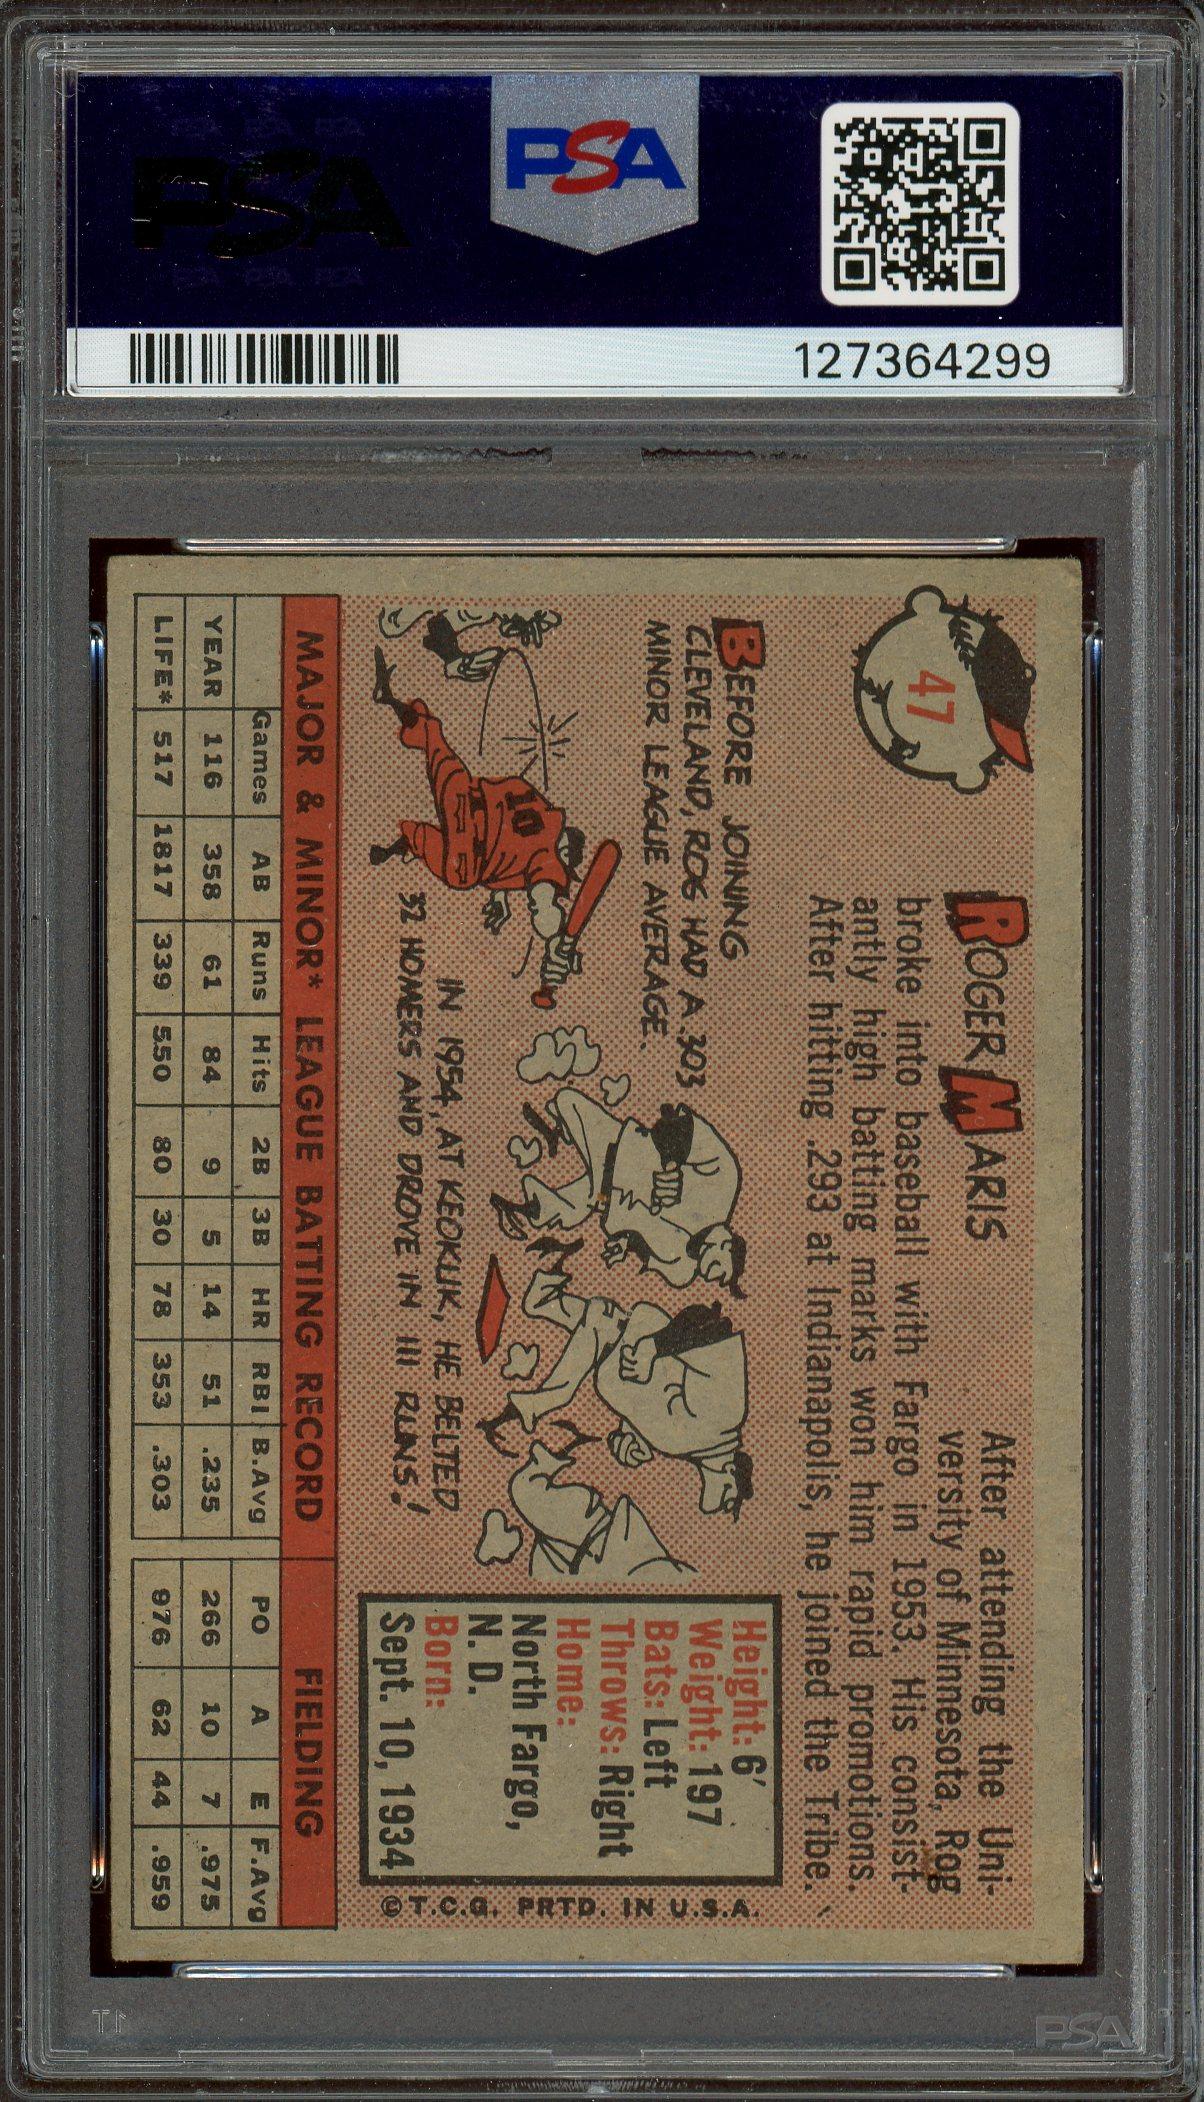 PSA
PSA
127364299
47
ROGER MARIS
After attending the Uni-
versity of Minnesota, Rog
broke into baseball with Fargo in 1953. His consist-
antly high batting marks won him rapid promotions.
After hitting .293 at Indianapolis, he joined the Tribe.
BEFORE JOINING
CLEVELAND, ROG HAD A .303
MINOR LEAGUE AVERAGE.
10
IN 1954, AT KEOKUK, HE BELTED
32 HOMERS AND DROVE IN 111 RUNS!
Height: 6'
Weight: 197
Bats: Left
Throws: Right
Home:
North Fargo,
N. D.
Born:
Sept. 10, 1934
© T.C.G. PRTD. IN U.S.A.
MAJOR & MINOR* LEAGUE BATTING RECORD FIELDING
Games AB Runs Hits 2B 3B HR RBI B.Avg PO A E F.Avg
YEAR 116 358 61 84 9 5 14 51 .235 266 10 7 .975
LIFE* 517 1817 339 550 80 30 78 353 .303 976 62 44 .959
PSA